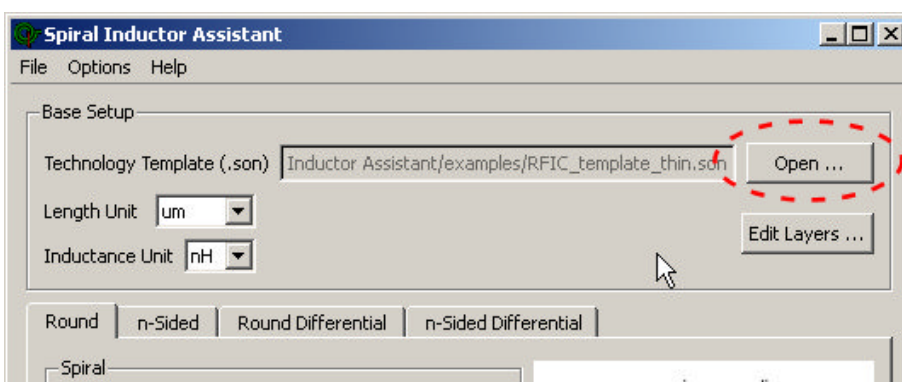 Spiral Inductor Assistant
File Options Help
Base Setup
Technology Template (.son) Inductor Assistant/examples/RFIC_template_thin.son Open ...
Length Unit um
Edit Layers ...
Inductance Unit nH
Round n-Sided Round Differential n-Sided Differential
Spiral